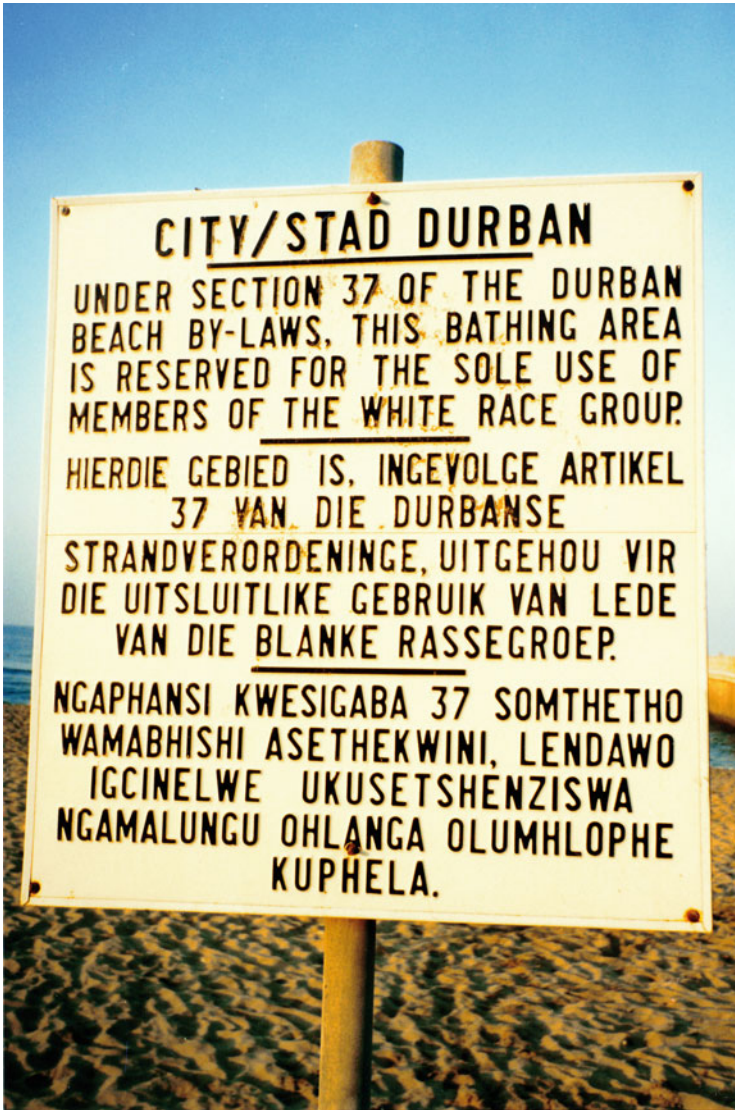 CITY/STAD DURBAN
UNDER SECTION 37 OF THE DURBAN
BEACH BY-LAWS, THIS BATHING AREA
IS RESERVED FOR THE SOLE USE OF
MEMBERS OF THE WHITE RACE GROUP.
HIERDIE GEBIED IS, INGEVOLGE ARTIKEL
37 VAN DIE DURBANSE
STRANDVERORDENINGE, UITGEHOU VIR
DIE UITSLUITLIKE GEBRUIK VAN LEDE
VAN DIE BLANKE RASSEGROEP.
NGAPHANSI KWESIGABA 37 SOMTHETHO
WAMABHISHI ASETHEKWINI, LENDAWO
IGCINELWE UKUSETSHENZISWA
NGAMALUNGU OHLANGA OLUMHLOPHE
KUPHELA.